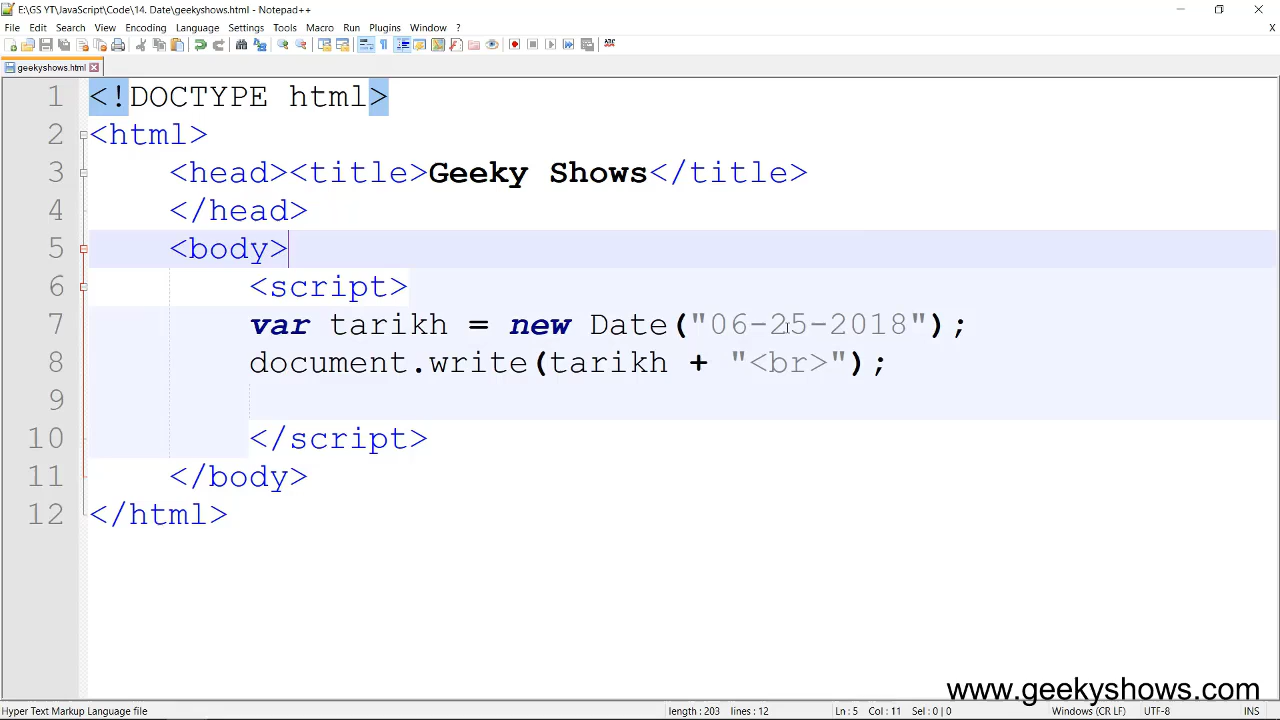 E:\GS YT\JavaScript\Code\14. Date\geekyshows.html - Notepad++
File Edit Search View Encoding Language Settings Tools Macro Run Plugins Window ?
X
geekyshows.html
1 <!DOCTYPE html>
2 <html>
3 <head><title>Geeky Shows</title>
4 </head>
5 <body>
6 <script>
7 var tarikh = new Date("06-25-2018");
8 document.write(tarikh + "<br>");
9
10 </script>
11 </body>
12 </html>
www.geekyshows.com
Hyper Text Markup Language file length : 203 lines : 12 Ln : 5 Col : 11 Sel : 0 | 0 Windows (CR LF) UTF-8 INS